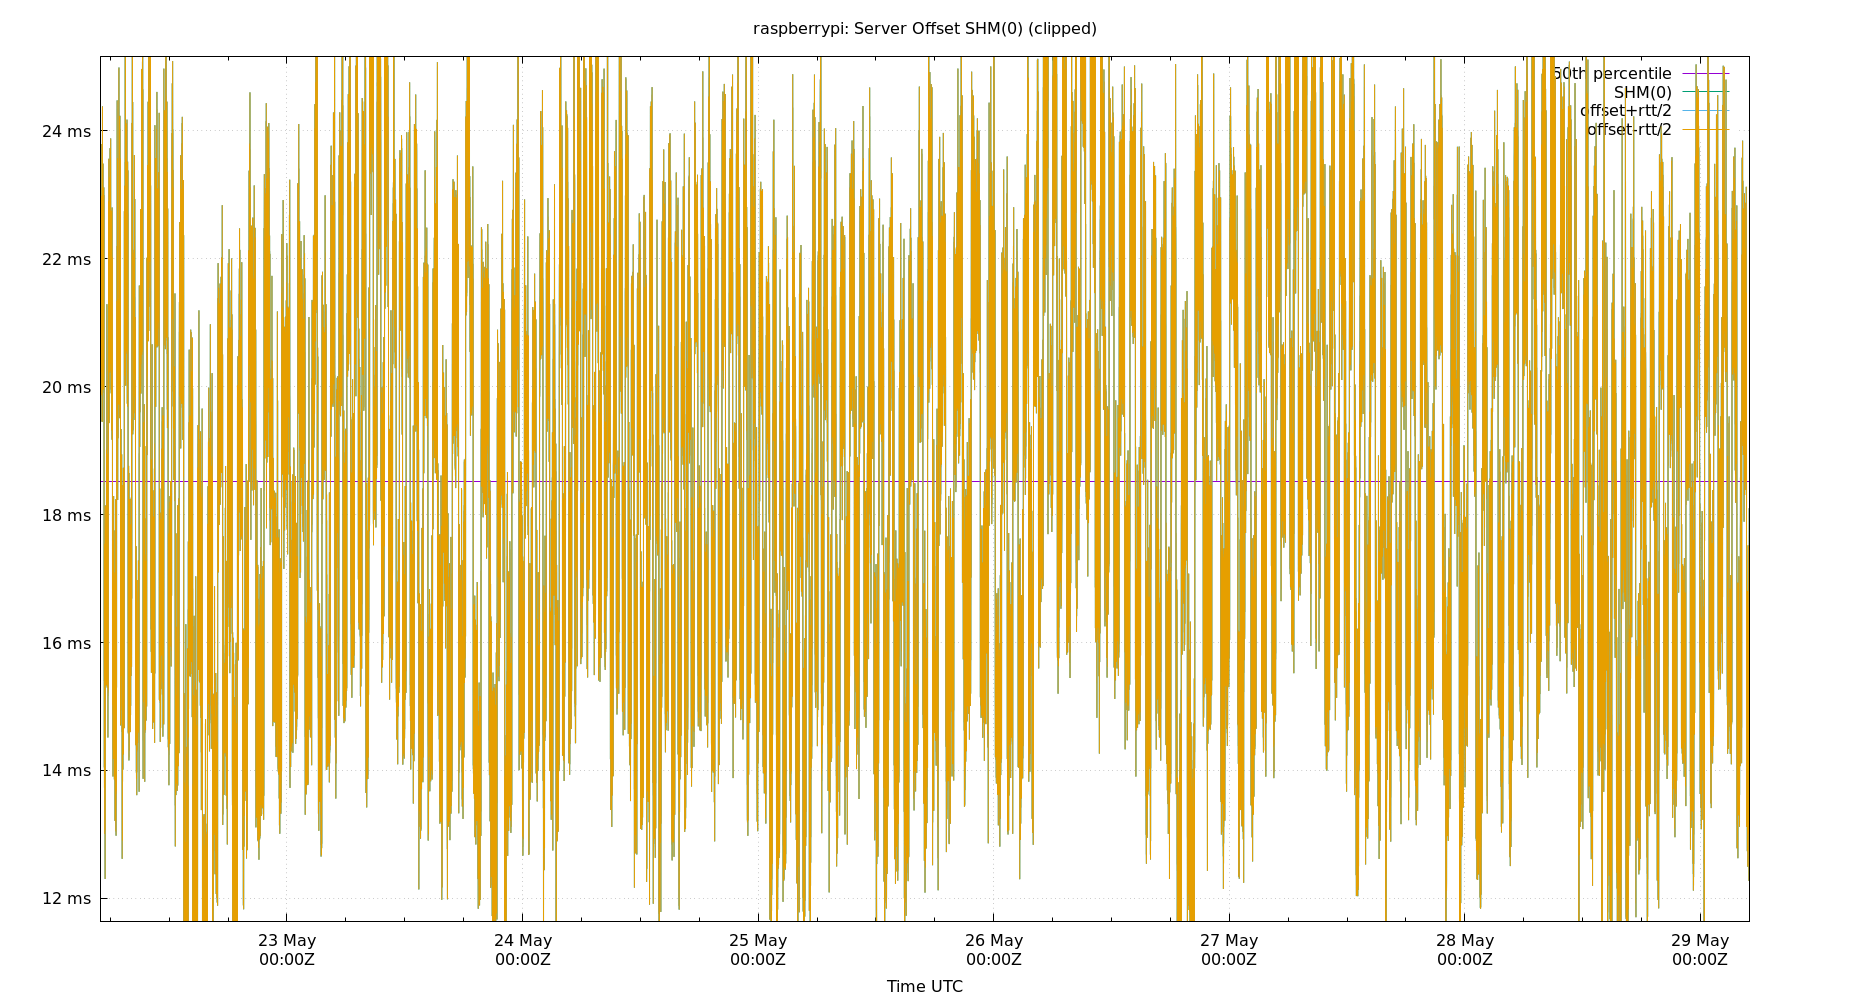 raspberrypi: Server Offset SHM(0) (clipped)
50th percentile
SHM(0)
offset+rtt/2
offset-rtt/2
24 ms
22 ms
20 ms
18 ms
16 ms
14 ms
12 ms
23 May 24 May 25 May 26 May 27 May 28 May 29 May
00:00Z 00:00Z 00:00Z 00:00Z 00:00Z 00:00Z 00:00Z
Time UTC